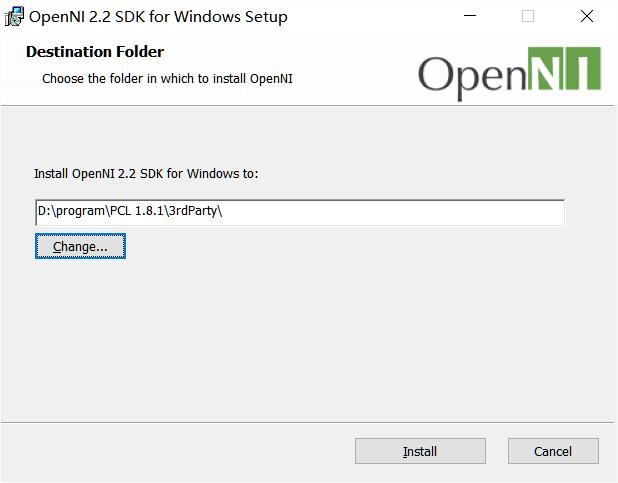 OpenNI 2.2 SDK for Windows Setup
Destination Folder
Choose the folder in which to install OpenNI
OpenNI
Install OpenNI 2.2 SDK for Windows to:
D:\program\PCL 1.8.1\3rdParty\
Change...
Install
Cancel